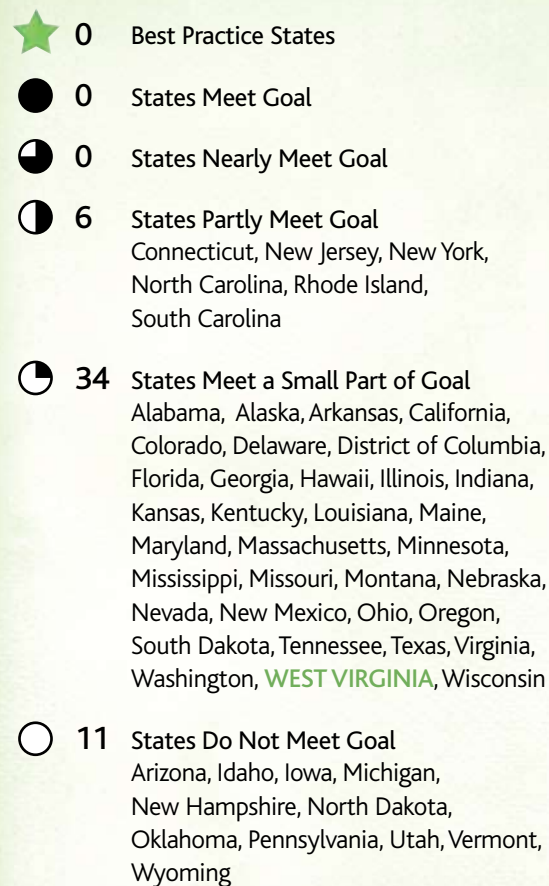 0 Best Practice States
0 States Meet Goal
0 States Nearly Meet Goal
6 States Partly Meet Goal
Connecticut, New Jersey, New York,
North Carolina, Rhode Island,
South Carolina
34 States Meet a Small Part of Goal
Alabama, Alaska, Arkansas, California,
Colorado, Delaware, District of Columbia,
Florida, Georgia, Hawaii, Illinois, Indiana,
Kansas, Kentucky, Louisiana, Maine,
Maryland, Massachusetts, Minnesota,
Mississippi, Missouri, Montana, Nebraska,
Nevada, New Mexico, Ohio, Oregon,
South Dakota, Tennessee, Texas, Virginia,
Washington, WEST VIRGINIA, Wisconsin
11 States Do Not Meet Goal
Arizona, Idaho, Iowa, Michigan,
New Hampshire, North Dakota,
Oklahoma, Pennsylvania, Utah, Vermont,
Wyoming